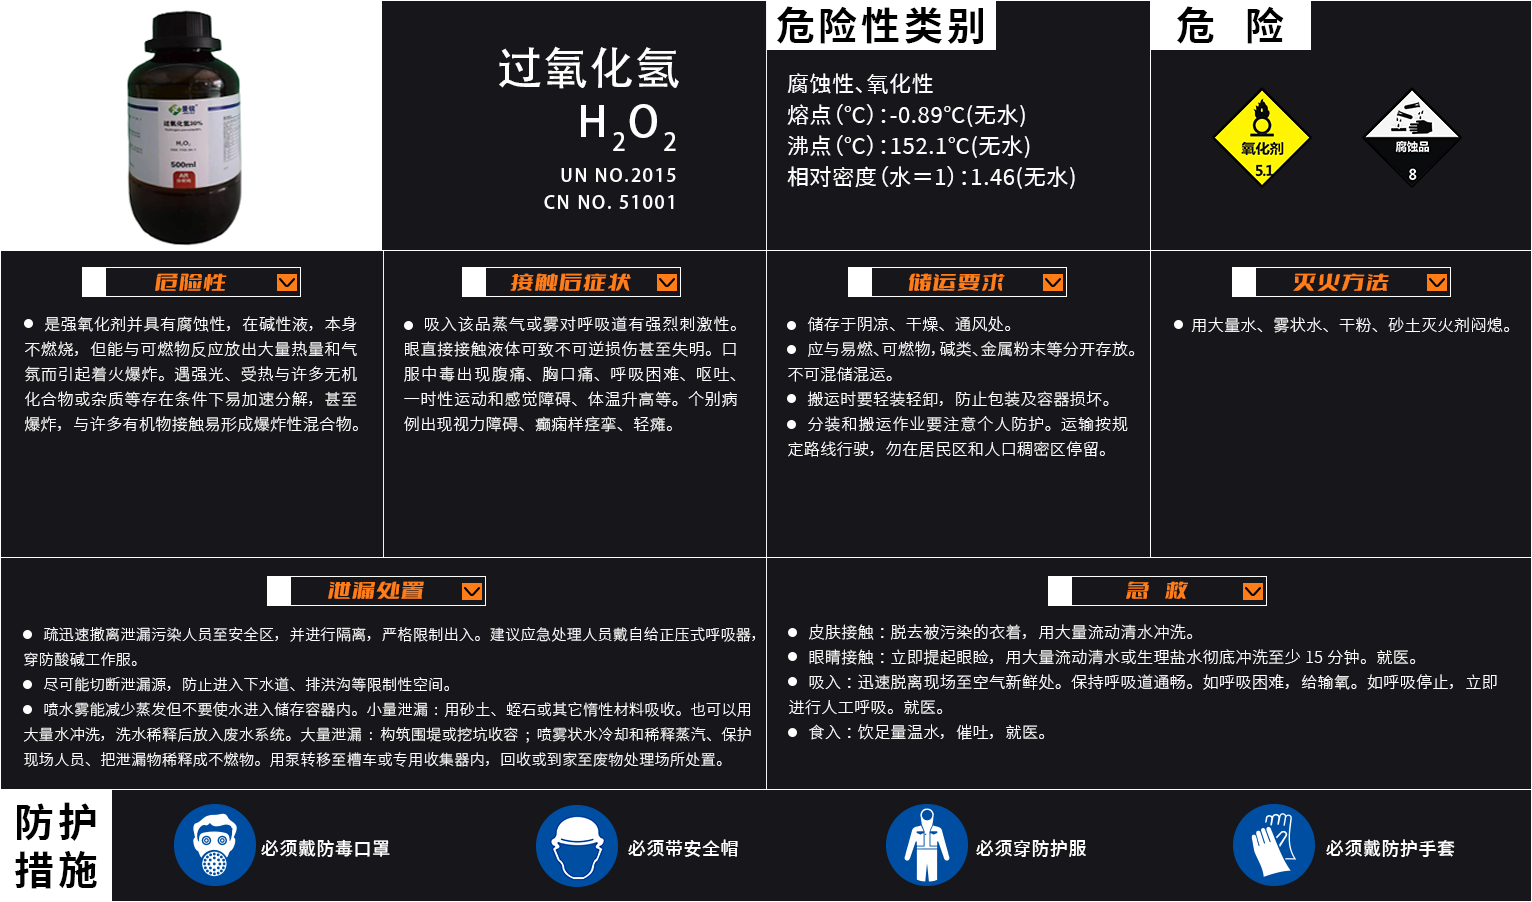 景锐
过氧化氢30%
H₂O₂
500ml
AR
过氧化氢
H₂O₂
UN NO.2015
CN NO. 51001
危险性类别
腐蚀性、氧化性
熔点(℃):-0.89℃(无水)
沸点(℃):152.1℃(无水)
相对密度(水＝1):1.46(无水)
危 险
氧化剂
5.1
腐蚀品
8
危险性
● 是强氧化剂并具有腐蚀性，在碱性液，本身
不燃烧，但能与可燃物反应放出大量热量和气
氛而引起着火爆炸。遇强光、受热与许多无机
化合物或杂质等存在条件下易加速分解，甚至
爆炸，与许多有机物接触易形成爆炸性混合物。
接触后症状
● 吸入该品蒸气或雾对呼吸道有强烈刺激性。
眼直接接触液体可致不可逆损伤甚至失明。口
服中毒出现腹痛、胸口痛、呼吸困难、呕吐、
一时性运动和感觉障碍、体温升高等。个别病
例出现视力障碍、癫痫样痉挛、轻瘫。
储运要求
● 储存于阴凉、干燥、通风处。
● 应与易燃、可燃物，碱类、金属粉末等分开存放。
不可混储混运。
● 搬运时要轻装轻卸，防止包装及容器损坏。
● 分装和搬运作业要注意个人防护。运输按规
定路线行驶，勿在居民区和人口稠密区停留。
灭火方法
● 用大量水、雾状水、干粉、砂土灭火剂闷熄。
泄漏处置
● 疏迅速撤离泄漏污染人员至安全区，并进行隔离，严格限制出入。建议应急处理人员戴自给正压式呼吸器，
穿防酸碱工作服。
● 尽可能切断泄漏源，防止进入下水道、排洪沟等限制性空间。
● 喷水雾能减少蒸发但不要使水进入储存容器内。小量泄漏：用砂土、蛭石或其它惰性材料吸收。也可以用
大量水冲洗，洗水稀释后放入废水系统。大量泄漏：构筑围堤或挖坑收容；喷雾状水冷却和稀释蒸汽、保护
现场人员、把泄漏物稀释成不燃物。用泵转移至槽车或专用收集器内，回收或到家至废物处理场所处置。
急 救
● 皮肤接触：脱去被污染的衣着，用大量流动清水冲洗。
● 眼睛接触：立即提起眼睑，用大量流动清水或生理盐水彻底冲洗至少 15 分钟。就医。
● 吸入：迅速脱离现场至空气新鲜处。保持呼吸道通畅。如呼吸困难，给输氧。如呼吸停止，立即
进行人工呼吸。就医。
● 食入：饮足量温水，催吐，就医。
防护
措施
必须戴防毒口罩
必须带安全帽
必须穿防护服
必须戴防护手套